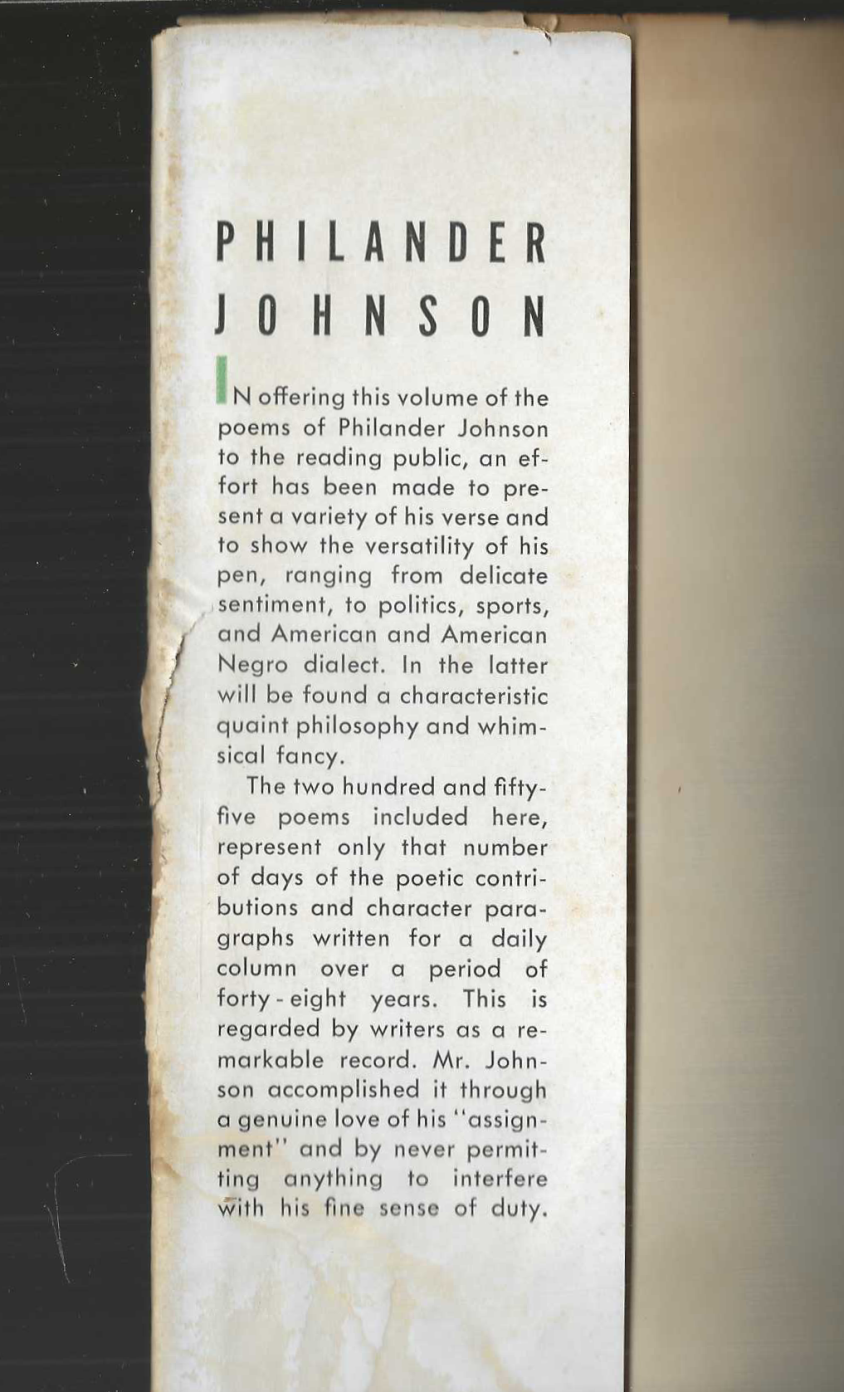 PHILANDER
JOHNSON
IN offering this volume of the
poems of Philander Johnson
to the reading public, an ef-
fort has been made to pre-
sent a variety of his verse and
to show the versatility of his
pen, ranging from delicate
sentiment, to politics, sports,
and American and American
Negro dialect. In the latter
will be found a characteristic
quaint philosophy and whim-
sical fancy.
The two hundred and fifty-
five poems included here,
represent only that number
of days of the poetic contri-
butions and character para-
graphs written for a daily
column over a period of
forty-eight years. This is
regarded by writers as a re-
markable record. Mr. John-
son accomplished it through
a genuine love of his "assign-
ment" and by never permit-
ting anything to interfere
with his fine sense of duty.